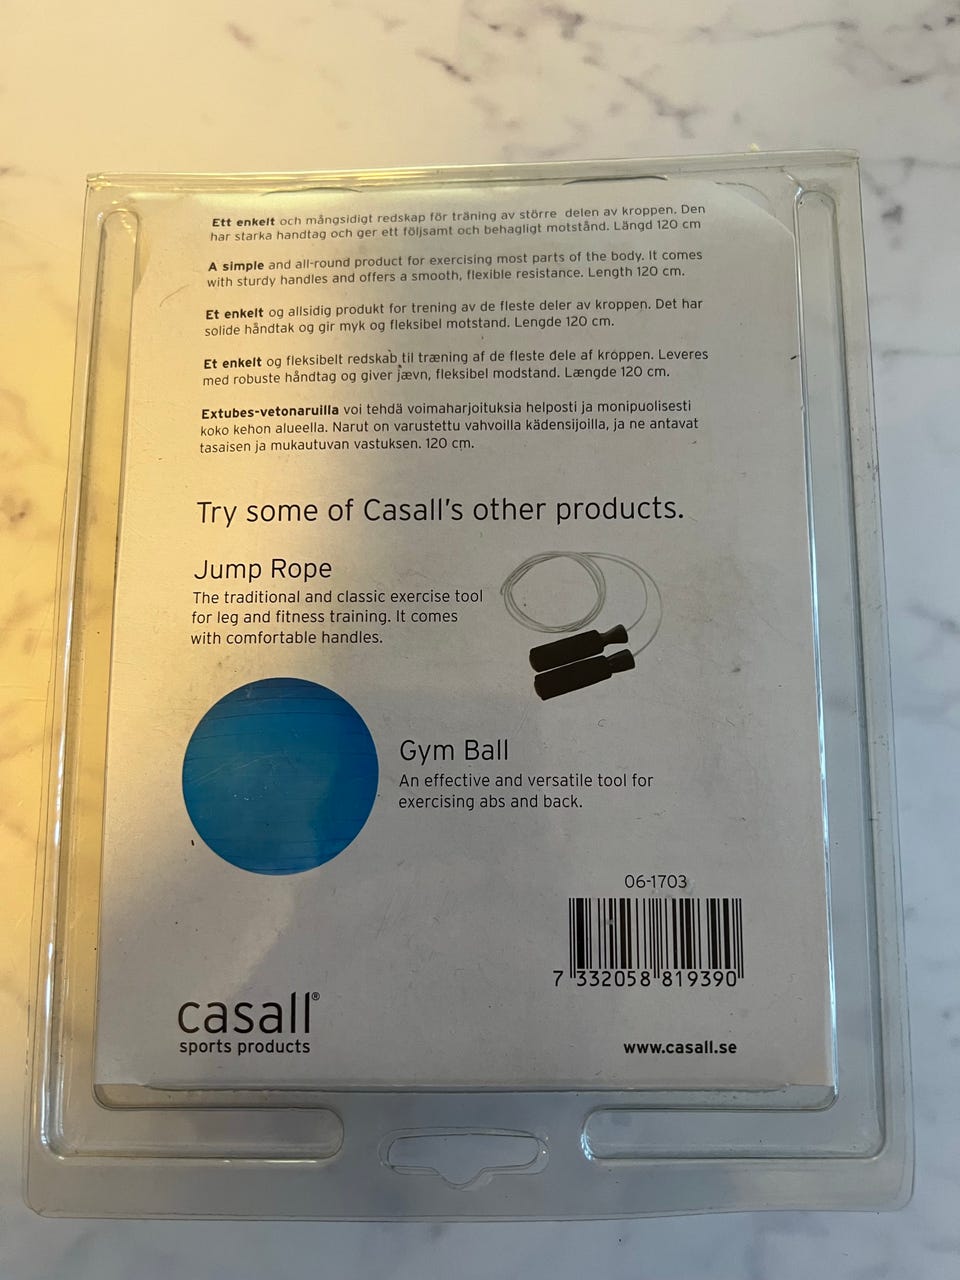 Ett enkelt och mångsidigt redskap för träning av större delen av kroppen. Den
har starka handtag och ger ett följsamt och behagligt motstånd. Längd 120 cm
A simple and all-round product for exercising most parts of the body. It comes
with sturdy handles and offers a smooth, flexible resistance. Length 120 cm.
Et enkelt og allsidig produkt for trening av de fleste deler av kroppen. Det har
solide håndtak og gir myk og fleksibel motstand. Lengde 120 cm.
Et enkelt og fleksibelt redskab til træning af de fleste dele af kroppen. Leveres
med robuste håndtag og giver jævn, fleksibel modstand. Længde 120 cm.
Extubes-vetonaruilla voi tehdä voimaharjoituksia helposti ja monipuolisesti
koko kehon alueella. Narut on varustettu vahvoilla kädensijoilla, ja ne antavat
tasaisen ja mukautuvan vastuksen. 120 cm.
Try some of Casall's other products.
Jump Rope
The traditional and classic exercise tool
for leg and fitness training. It comes
with comfortable handles.
Gym Ball
An effective and versatile tool for
exercising abs and back.
06-1703
7 332058 819390
casall®
sports products
www.casall.se